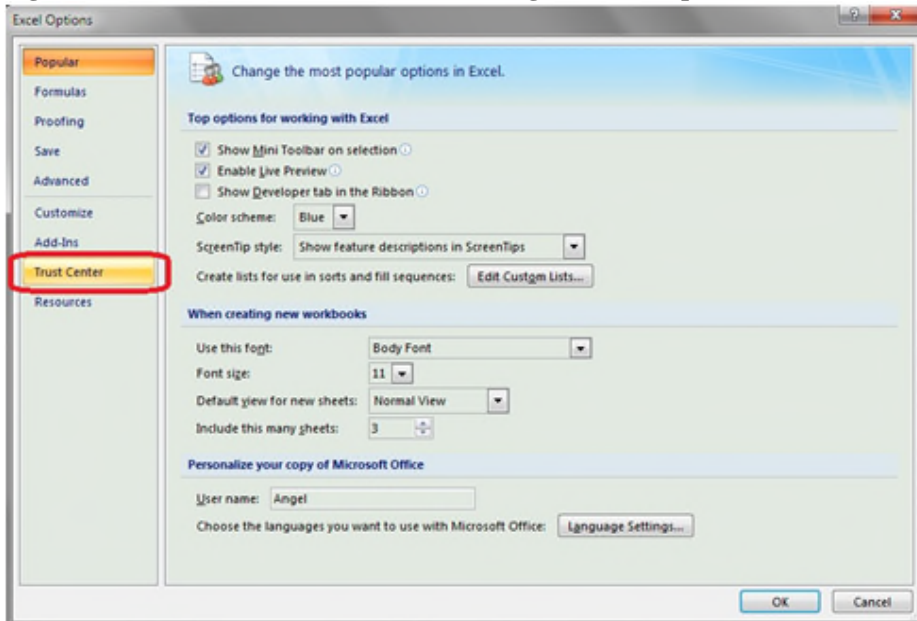 Excel Options
Popular
Formulas
Proofing
Save
Advanced
Customize
Add-Ins
Trust Center
Resources
Change the most popular options in Excel.
Top options for working with Excel
Show Mini Toolbar on selection
Enable Live Preview
Show Developer tab in the Ribbon
Color scheme: Blue
ScreenTip style: Show feature descriptions in ScreenTips
Create lists for use in sorts and fill sequences: Edit Custom Lists...
When creating new workbooks
Use this font: Body Font
Font size: 11
Default view for new sheets: Normal View
Include this many sheets: 3
Personalize your copy of Microsoft Office
User name: Angel
Choose the languages you want to use with Microsoft Office: Language Settings...
OK Cancel